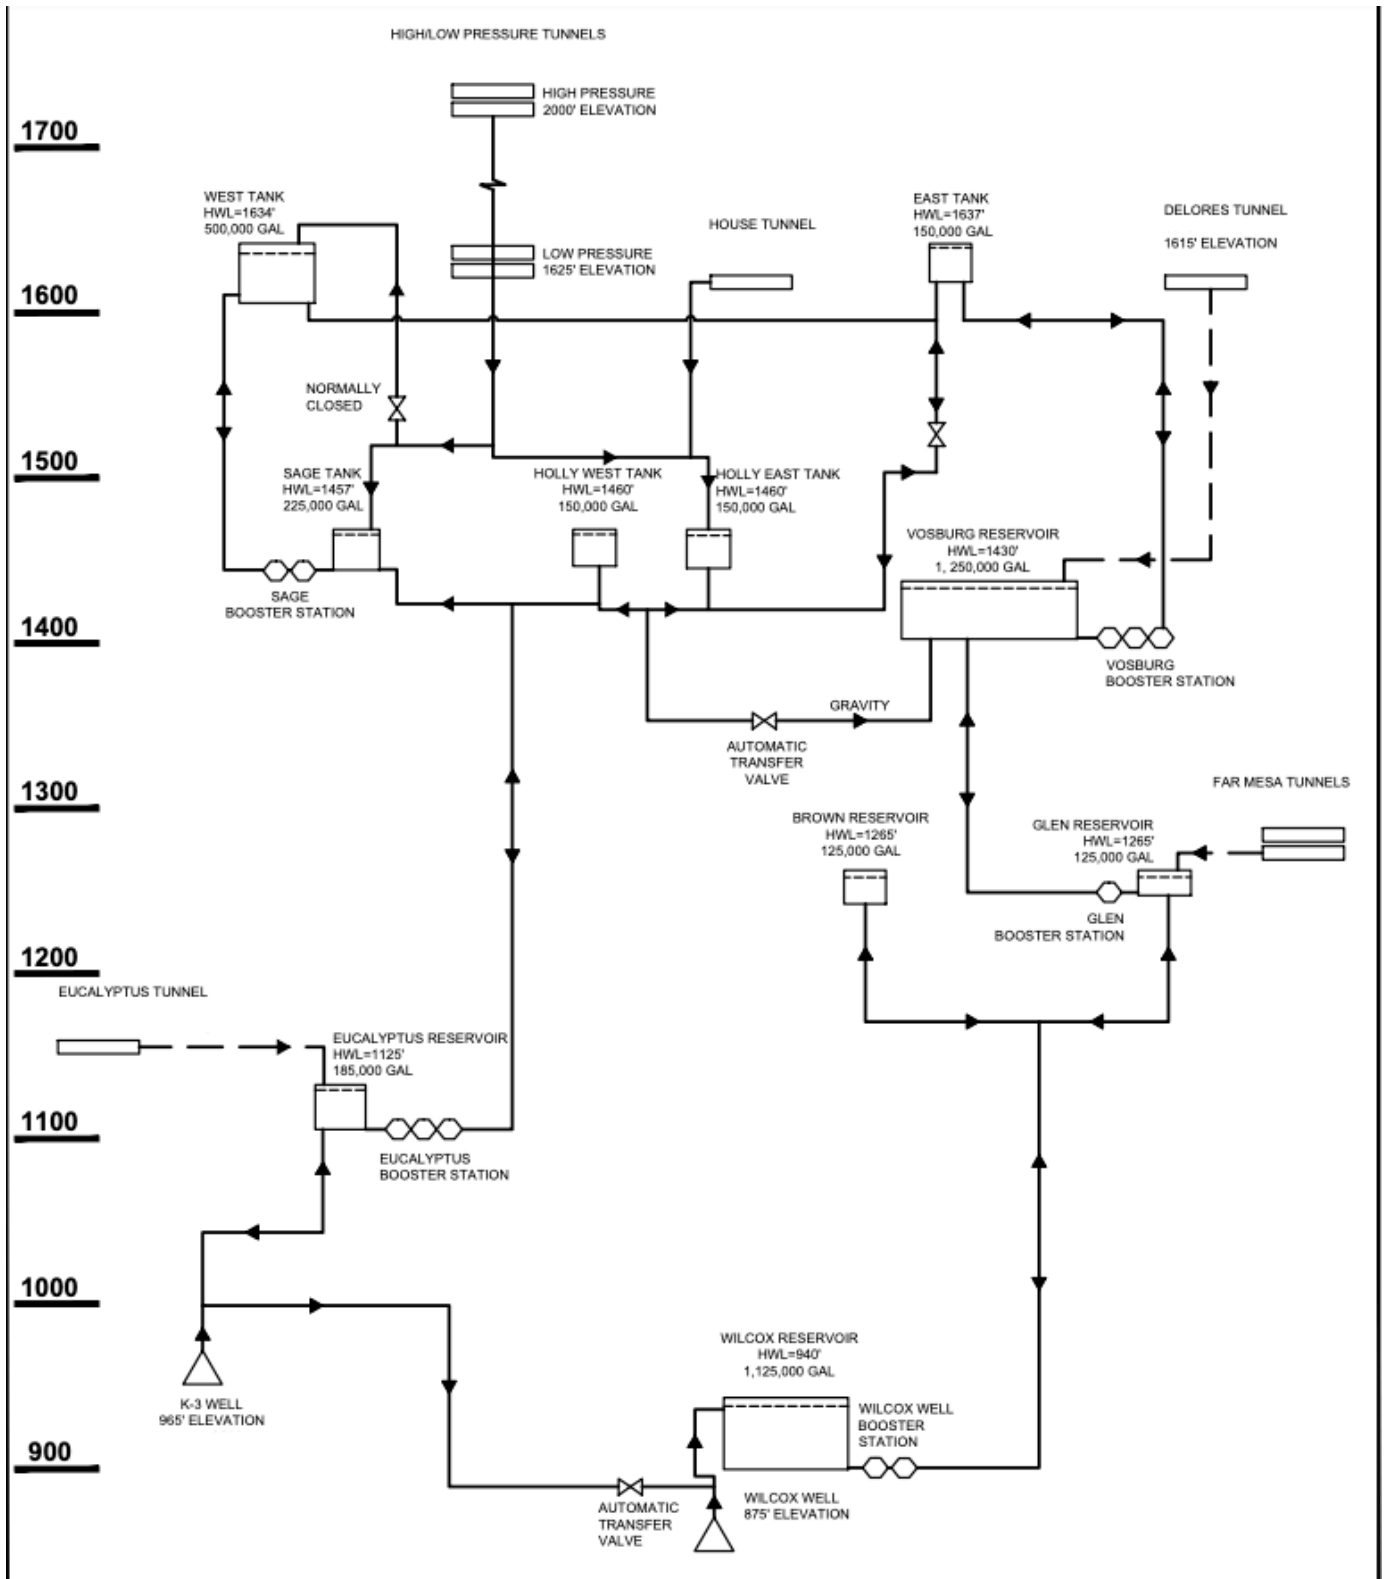 HIGH/LOW PRESSURE TUNNELS
HIGH PRESSURE
2000' ELEVATION
1700
WEST TANK
HWL=1634'
500,000 GAL
EAST TANK
HWL=1637'
150,000 GAL
DELORES TUNNEL
1615' ELEVATION
HOUSE TUNNEL
LOW PRESSURE
1625' ELEVATION
1600
NORMALLY
CLOSED
1500
SAGE TANK
HWL=1457'
225,000 GAL
HOLLY WEST TANK
HWL=1460'
150,000 GAL
HOLLY EAST TANK
HWL=1460'
150,000 GAL
VOSBURG RESERVOIR
HWL=1430'
1, 250,000 GAL
SAGE
BOOSTER STATION
1400
VOSBURG
BOOSTER STATION
GRAVITY
AUTOMATIC
TRANSFER
VALVE
1300
FAR MESA TUNNELS
BROWN RESERVOIR
HWL=1265'
125,000 GAL
GLEN RESERVOIR
HWL=1265'
125,000 GAL
GLEN
BOOSTER STATION
1200
EUCALYPTUS TUNNEL
EUCALYPTUS RESERVOIR
HWL=1125'
185,000 GAL
1100
EUCALYPTUS
BOOSTER STATION
1000
WILCOX RESERVOIR
HWL=940'
1,125,000 GAL
K-3 WELL
965' ELEVATION
WILCOX WELL
BOOSTER
STATION
900
WILCOX WELL
875' ELEVATION
AUTOMATIC
TRANSFER
VALVE